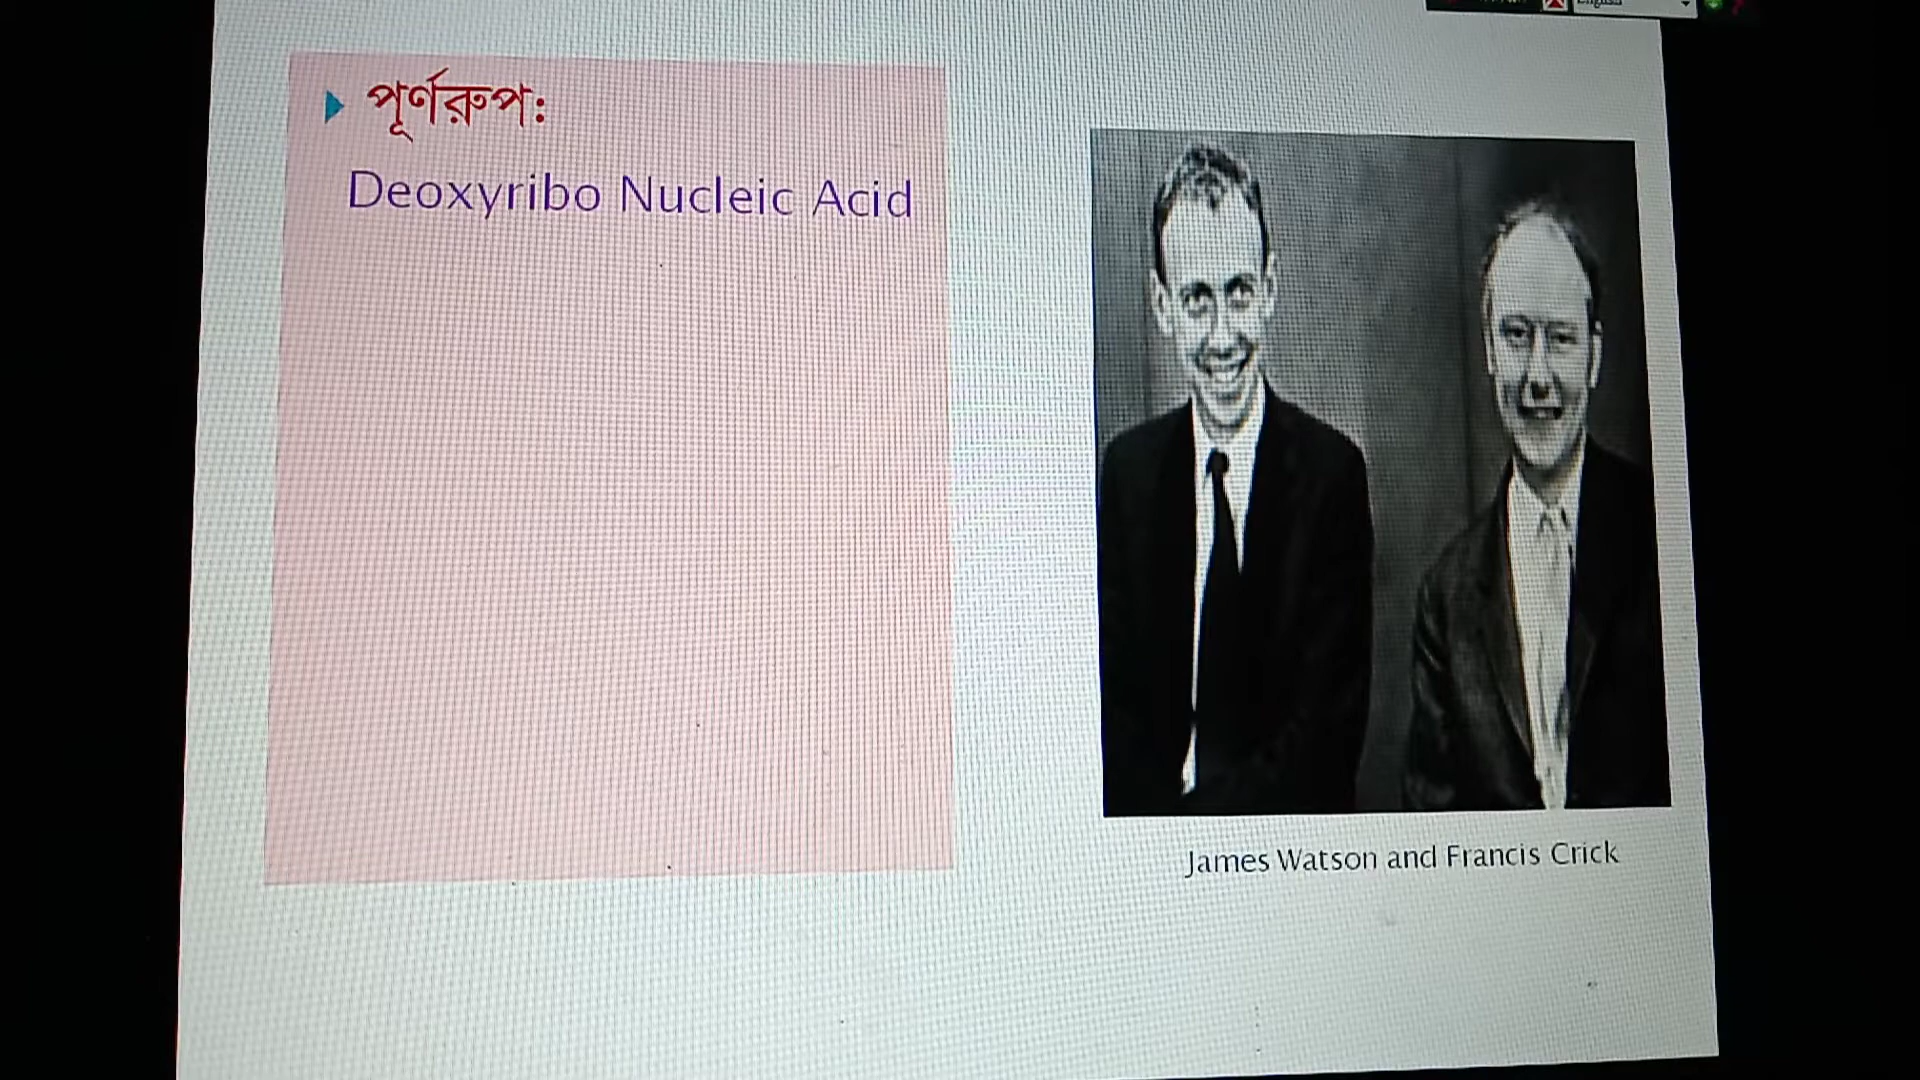 পূর্ণরুপ:
Deoxyribo Nucleic Acid
James Watson and Francis Crick